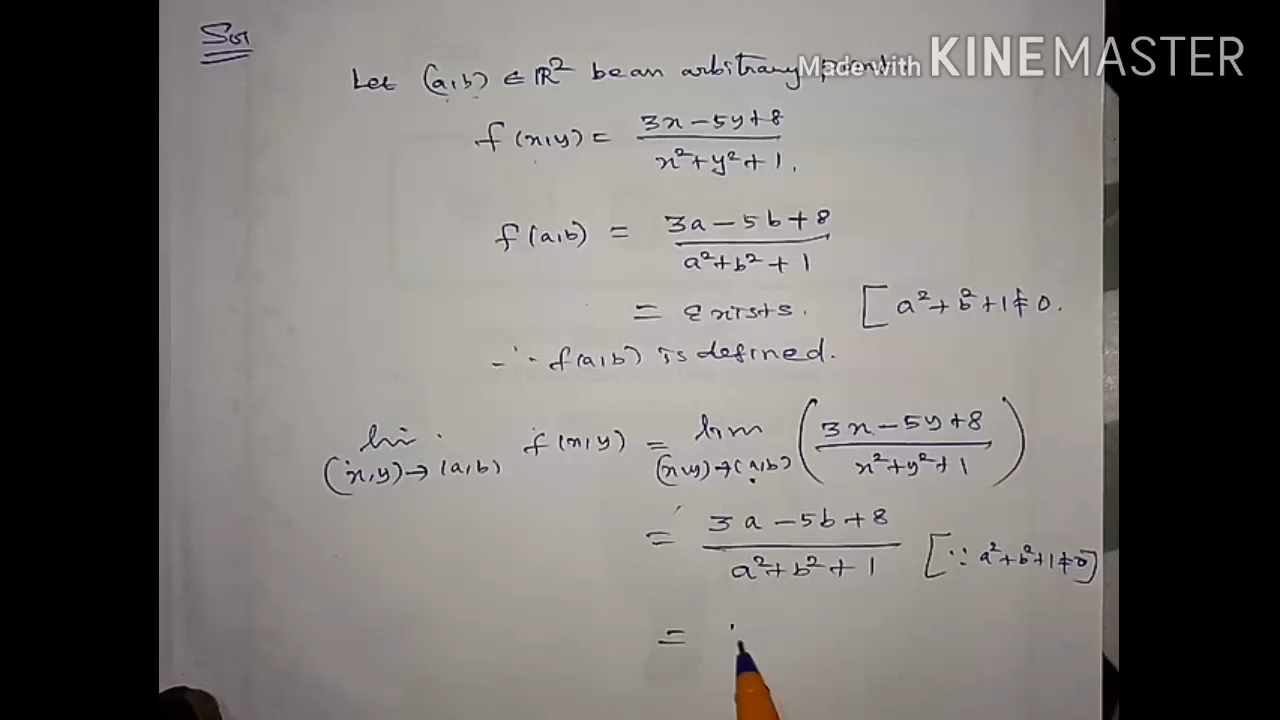 Sol
Let (a,b) ∈ ℝ² be an arbitrary point
Made with KINEMASTER
f(x,y) = (3x - 5y + 8)/(x² + y² + 1).
f(a,b) = (3a - 5b + 8)/(a² + b² + 1)
= Exists. [a² + b² + 1 ≠ 0.
∴ f(a,b) is defined.
lim (x,y)→(a,b) f(x,y) = lim (x,y)→(a,b) ((3x - 5y + 8)/(x² + y² + 1))
= (3a - 5b + 8)/(a² + b² + 1) [∵ a² + b² + 1 ≠ 0]
=